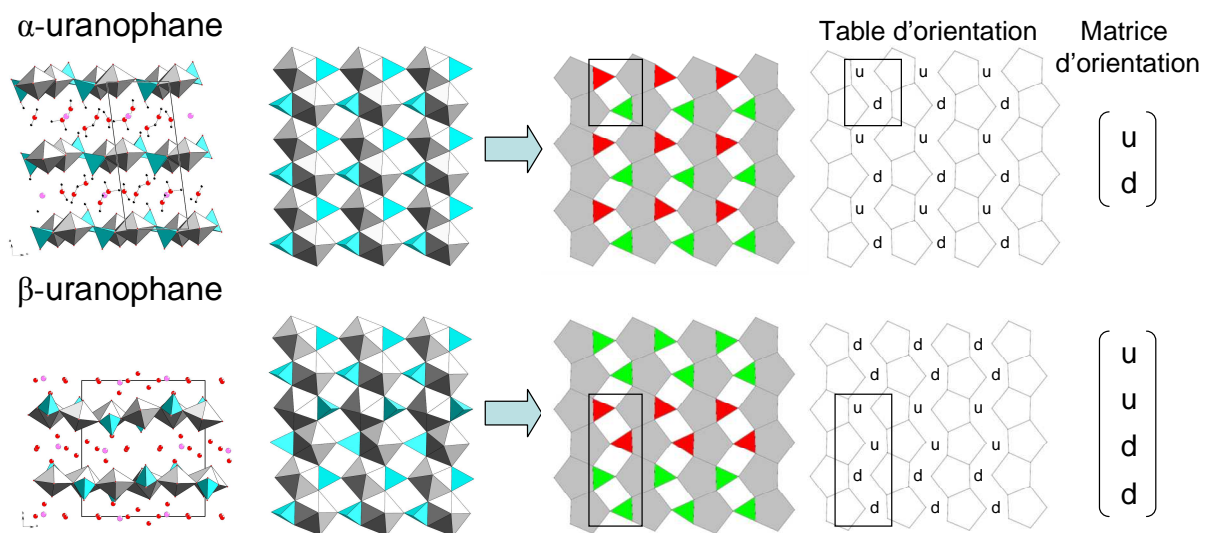 α-uranophane
Table d'orientation
Matrice
d'orientation
u u u
d d d
u u u
d d d
u u u
d d d
u
d
β-uranophane
d d d
d d d
u u u
u u u
d d d
d d d
u
u
d
d